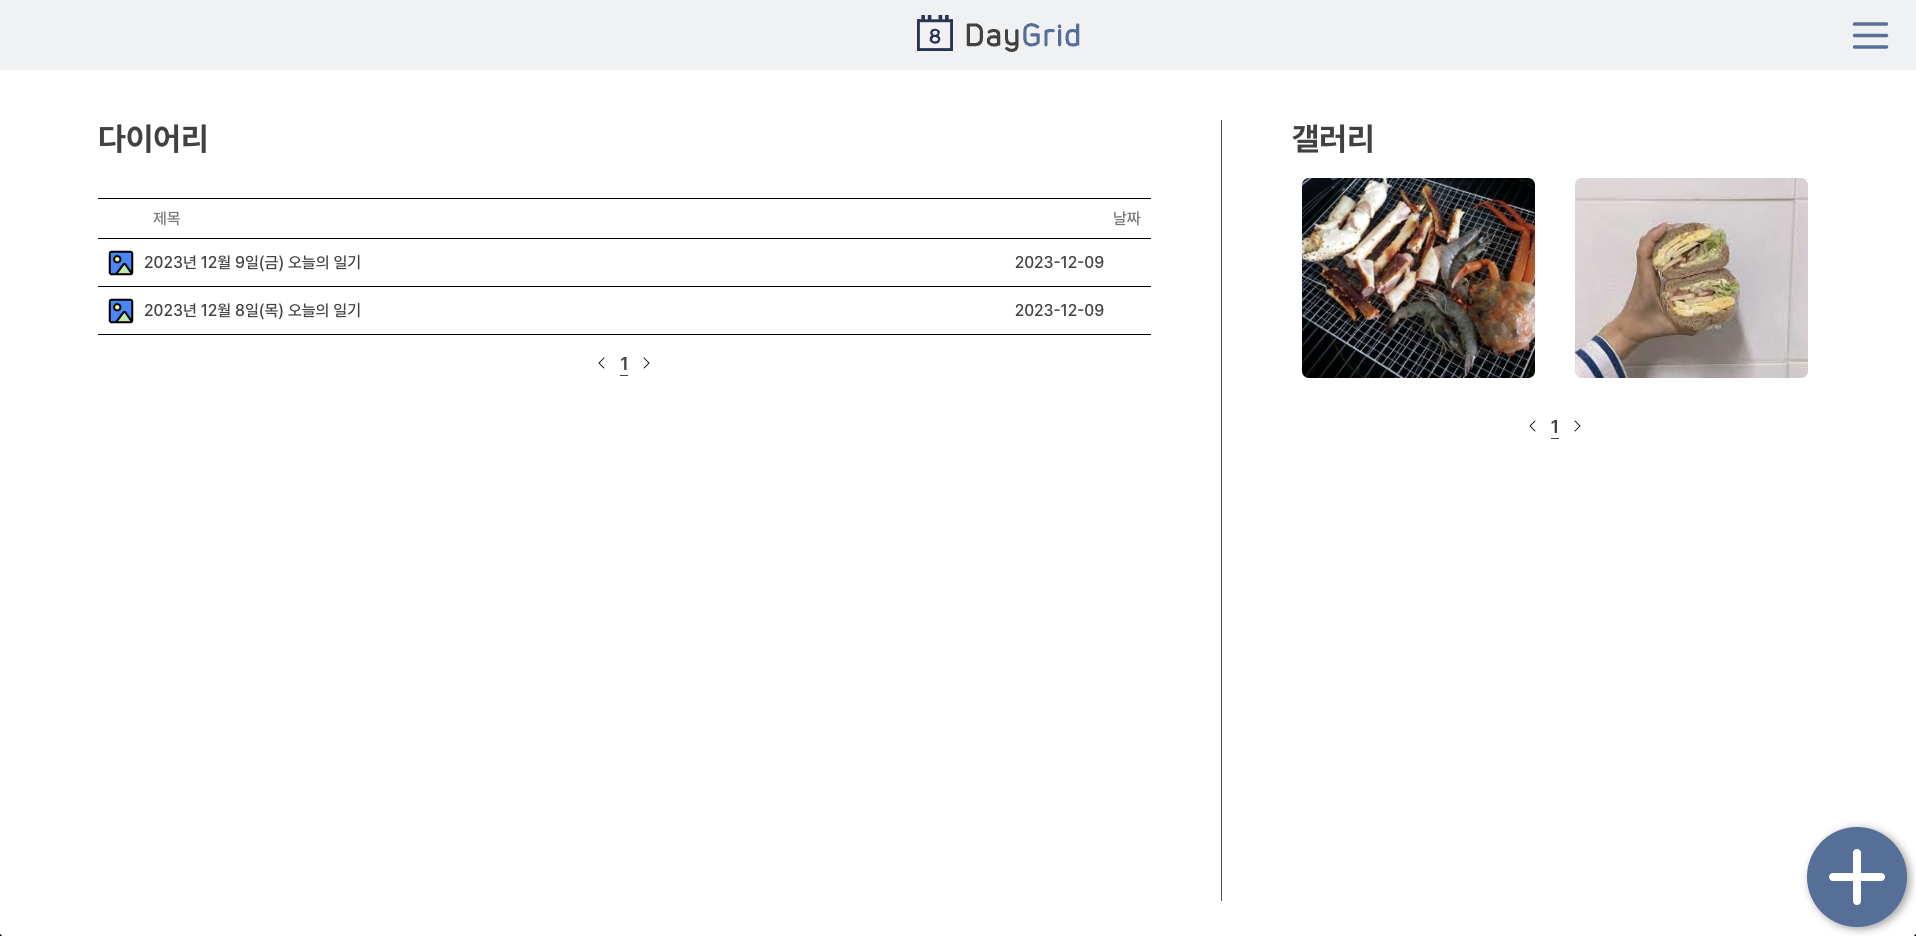 8 DayGrid
다이어리
제목 날짜
2023년 12월 9일(금) 오늘의 일기 2023-12-09
2023년 12월 8일(목) 오늘의 일기 2023-12-09
< 1 >
갤러리
< 1 >